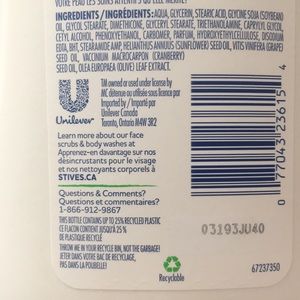 VOTRE PEAU LES SOINS ATTENTIFS QU'ELLE MÉRITE.
INGREDIENTS / INGRÉDIENTS: AQUA, GLYCERIN, STEARIC ACID, GLYCINE SOJA (SOYBEAN)
OIL, GLYCOL STEARATE, DIMETHICONE, GLYCERYL STEARATE, TRIETHANOLAMINE, CAPRYLYL GLYCOL,
CETYL ALCOHOL, PHENOXYETHANOL, CARBOMER, PARFUM, HYDROXYETHYLCELLULOSE, DISODIUM
EDTA, BHT, STEARAMIDE AMP, HELIANTHUS ANNUUS (SUNFLOWER) SEED OIL, VITIS VINIFERA (GRAPE)
SEED OIL, VACCINIUM MACROCARPON (CRANBERRY)
SEED OIL, OLEA EUROPAEA (OLIVE) LEAF EXTRACT.
TM owned or used under license by
MC détenue ou utilisée sous licence par
Imported by / Importé par
Unilever Canada
Toronto, Ontario M4W 3R2
Unilever
Learn more about our face
scrubs & body washes at
Apprenez-en davantage sur nos
désincrustants pour le visage
et nos nettoyants corporels à
STIVES.CA
Questions & Comments?
Questions et commentaires?
1-866-912-9867
THIS BOTTLE CONTAINS UP TO 25% RECYCLED PLASTIC
CE FLACON CONTIENT JUSQU'À 25 %
DE PLASTIQUE RECYCLÉ
THROW ME IN YOUR RECYCLE BIN, NOT THE GARBAGE!
JETER DANS VOTRE BAC DE RECYCLAGE,
PAS DANS LA POUBELLE!
Recyclable
0 77043 23615 4
03193JU40
67237350